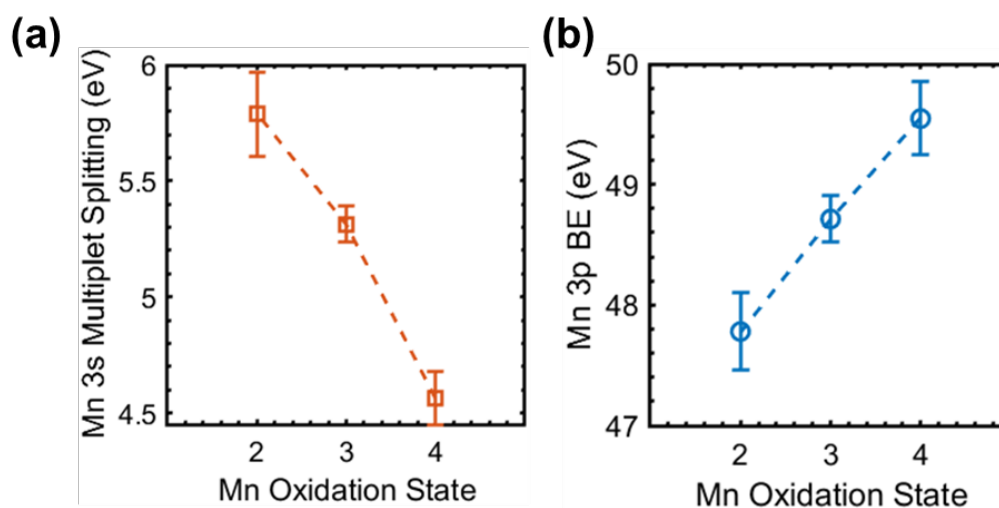 (a)
Mn 3s Multiplet Splitting (eV)
6
5.5
5
4.5
2 3 4
Mn Oxidation State
(b)
Mn 3p BE (eV)
50
49
48
47
2 3 4
Mn Oxidation State